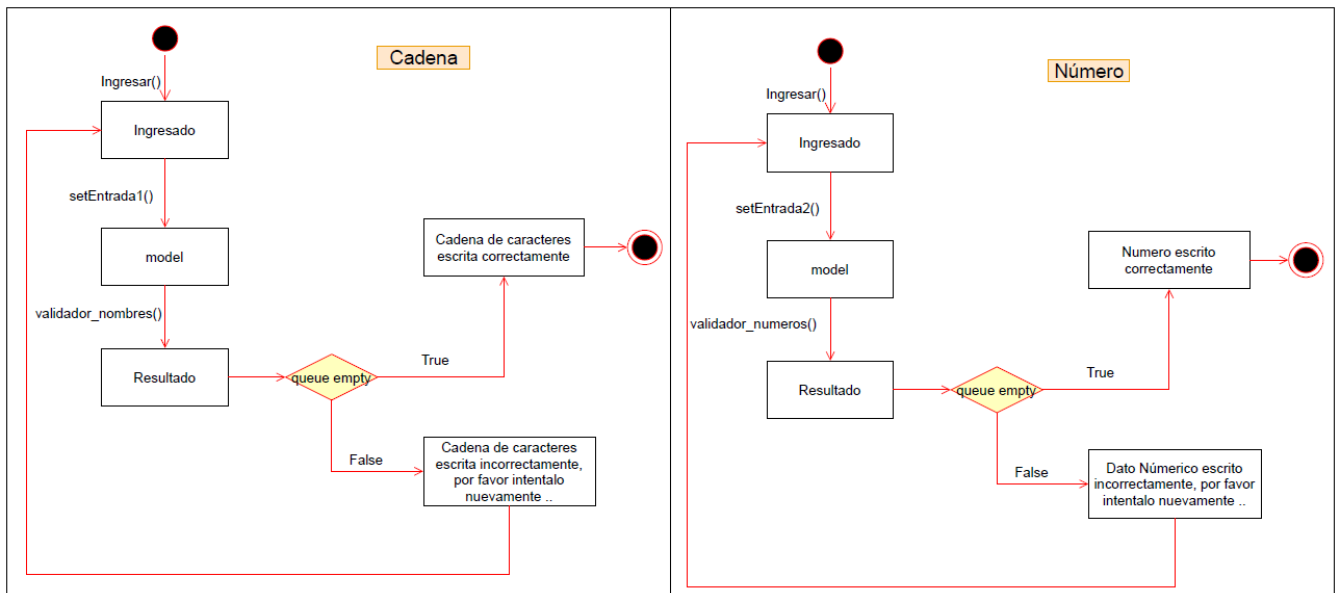 Cadena
Ingresar()
Ingresado
setEntrada1()
model
validador_nombres()
Resultado
queue empty
True
Cadena de caracteres
escrita correctamente
False
Cadena de caracteres
escrita incorrectamente,
por favor intentalo
nuevamente ..
Número
Ingresar()
Ingresado
setEntrada2()
model
validador_numeros()
Resultado
queue empty
True
Numero escrito
correctamente
False
Dato Númerico escrito
incorrectamente, por favor
intentalo nuevamente ..